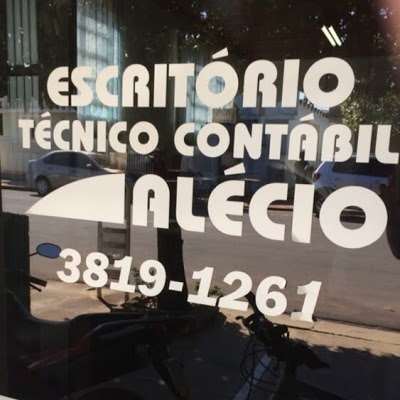 ESCRITÓRIO
TÉCNICO CONTÁBIL
ALÉCIO
3819-1261